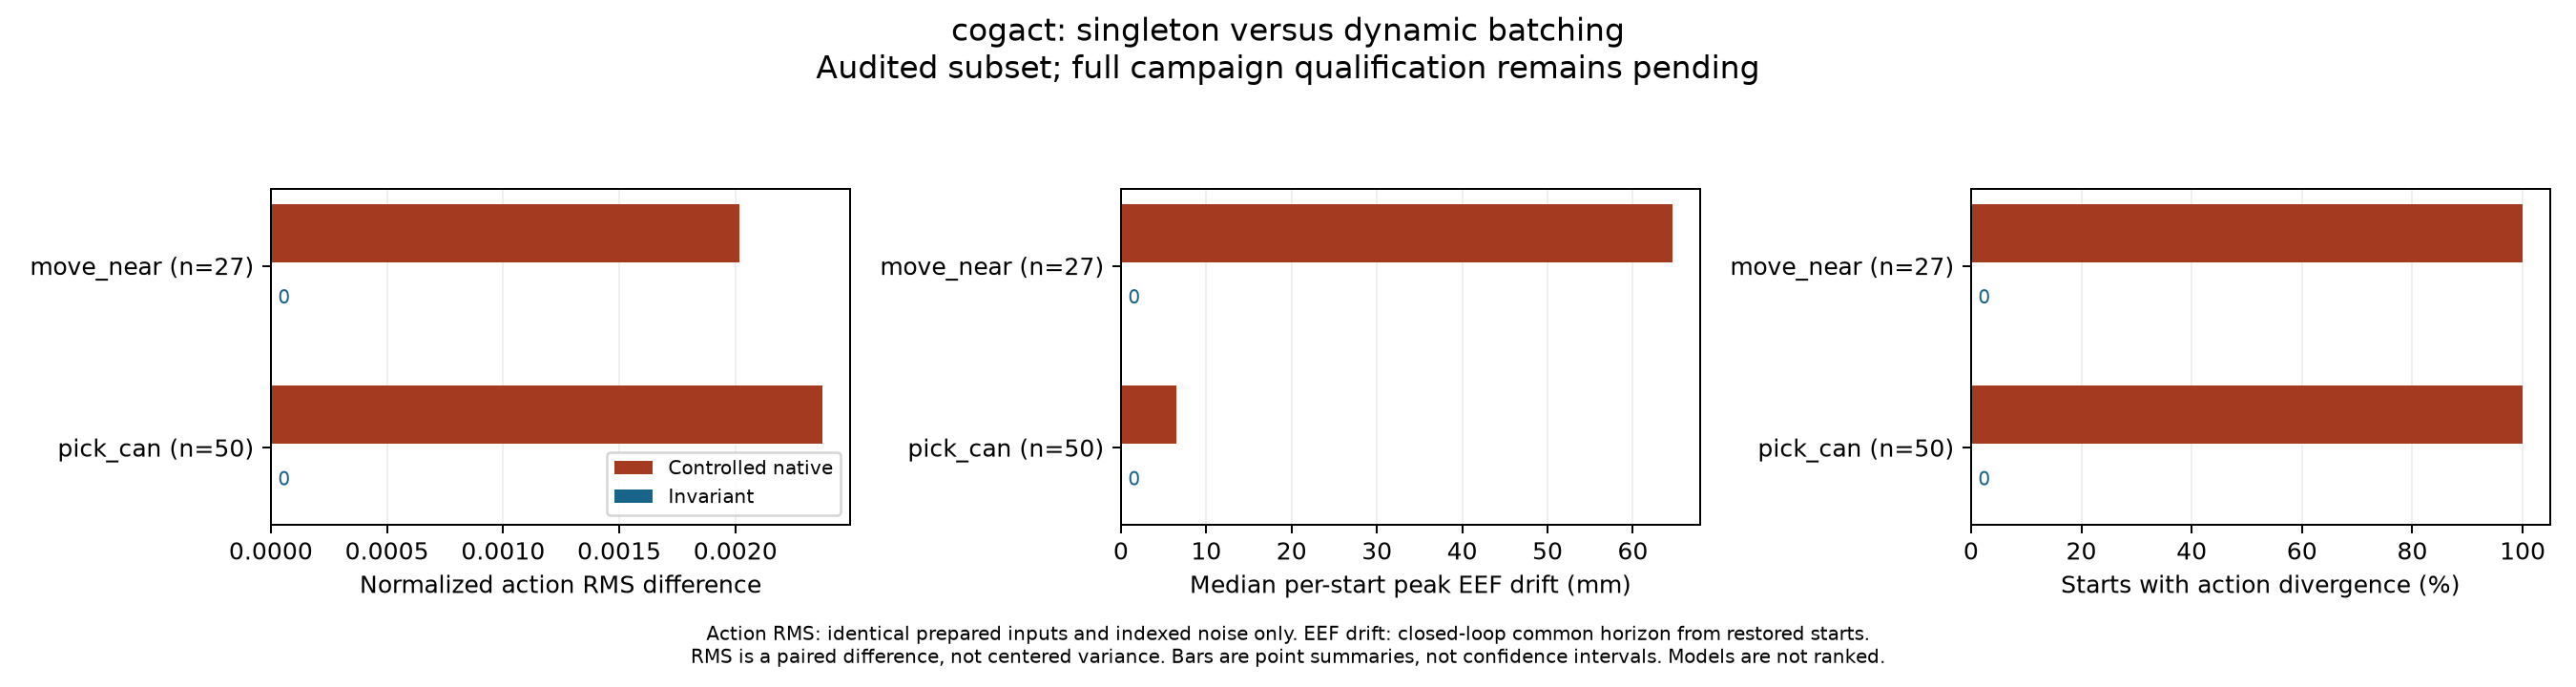 cogact: singleton versus dynamic batching
Audited subset; full campaign qualification remains pending
move_near (n=27)
0
pick_can (n=50)
0
Controlled native
Invariant
0.0000 0.0005 0.0010 0.0015 0.0020
Normalized action RMS difference
move_near (n=27)
0
pick_can (n=50)
0
0 10 20 30 40 50 60
Median per-start peak EEF drift (mm)
move_near (n=27)
0
pick_can (n=50)
0
0 20 40 60 80 100
Starts with action divergence (%)
Action RMS: identical prepared inputs and indexed noise only. EEF drift: closed-loop common horizon from restored starts.
RMS is a paired difference, not centered variance. Bars are point summaries, not confidence intervals. Models are not ranked.